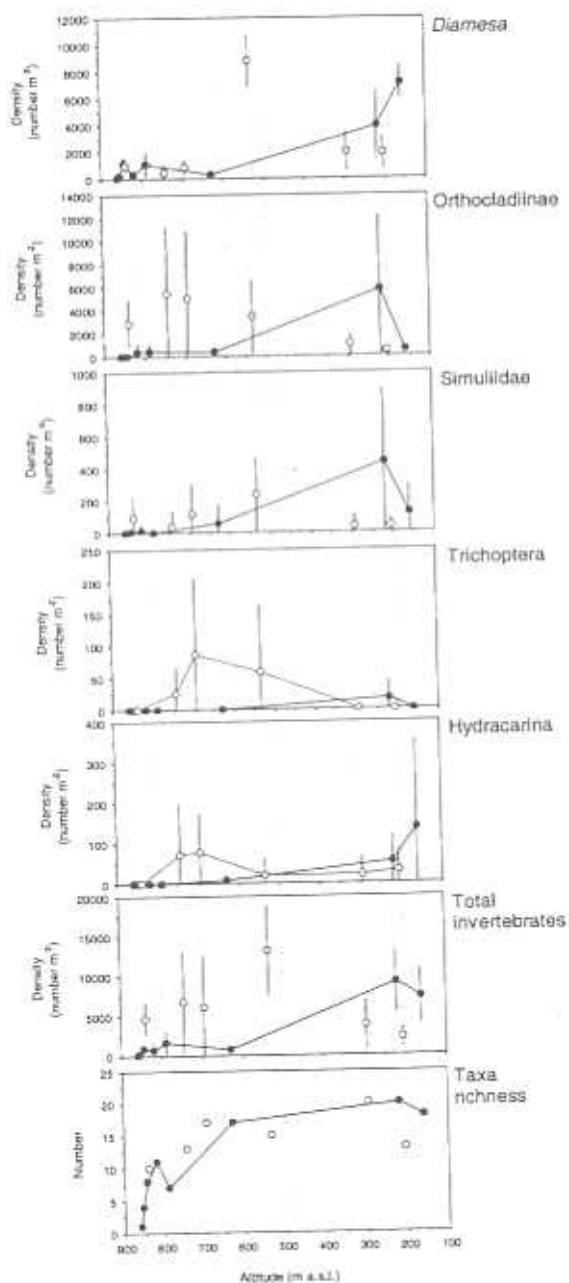 Diamesa
12000
10000
8000
6000
4000
2000
0
Density
(number m⁻²)
Orthocladiinae
14000
12000
10000
8000
6000
4000
2000
0
Density
(number m⁻²)
Simuliidae
1000
800
600
400
200
0
Density
(number m⁻²)
Trichoptera
250
200
150
100
50
0
Density
(number m⁻²)
Hydracarina
400
300
200
100
0
Density
(number m⁻²)
Total
invertebrates
20000
15000
10000
5000
0
Density
(number m⁻²)
Taxa
richness
25
20
15
10
5
0
Number
900 800 700 600 500 400 300 200 100
Altitude (m a.s.l.)